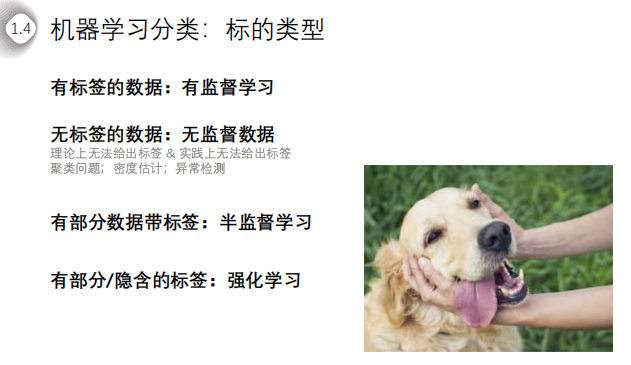 1.4
机器学习分类：标的类型
有标签的数据：有监督学习
无标签的数据：无监督数据
理论上无法给出标签 & 实践上无法给出标签
聚类问题；密度估计；异常检测
有部分数据带标签：半监督学习
有部分/隐含的标签：强化学习